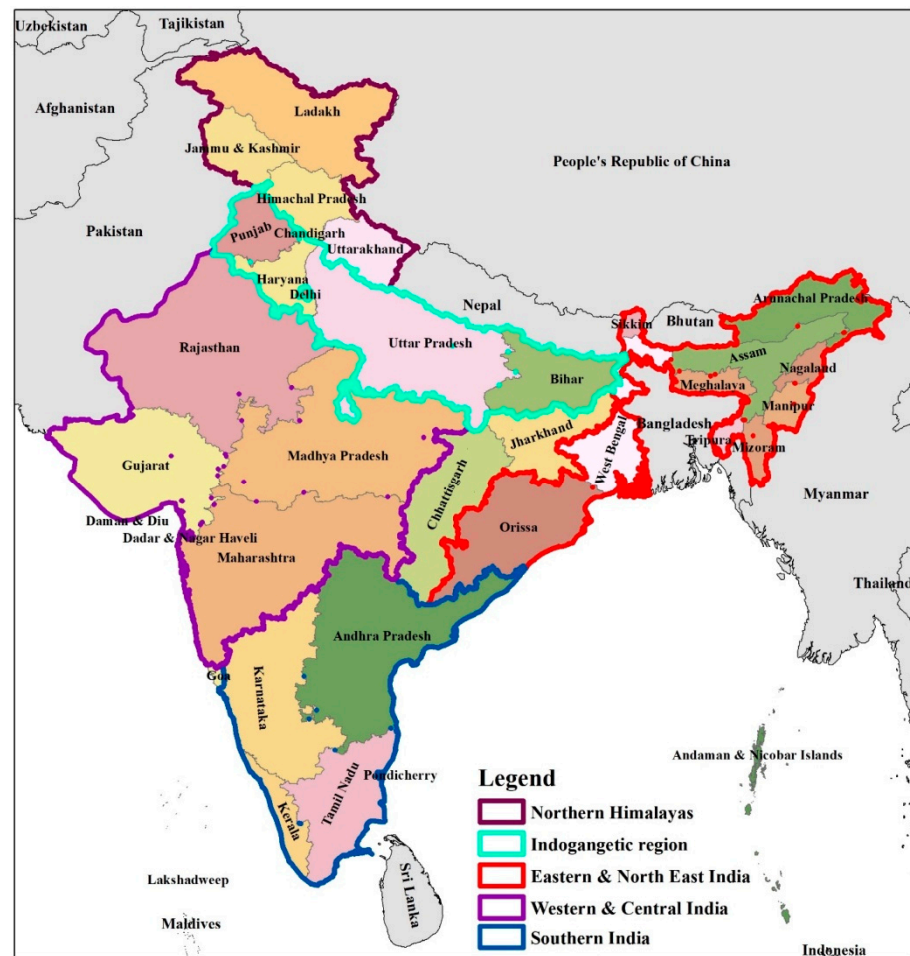 Uzbekistan
Tajikistan
Afghanistan
Ladakh
Jammu & Kashmir
People's Republic of China
Himachal Pradesh
Pakistan
Punjab
Chandigarh
Uttarakhand
Haryana
Delhi
Nepal
Arunachal Pradesh
Sikkim
Bhutan
Rajasthan
Uttar Pradesh
Assam
Nagaland
Bihar
Meghalaya
Manipur
Jharkhand
Bangladesh
Tripura
Mizoram
West Bengal
Gujarat
Madhya Pradesh
Chhattisgarh
Myanmar
Daman & Diu
Dadar & Nagar Haveli
Maharashtra
Orissa
Thailand
Andhra Pradesh
Goa
Karnataka
Andaman & Nicobar Islands
Pondicherry
Tamil Nadu
Kerala
Legend
Northern Himalayas
Indogangetic region
Eastern & North East India
Western & Central India
Southern India
Lakshadweep
Sri Lanka
Maldives
Indonesia